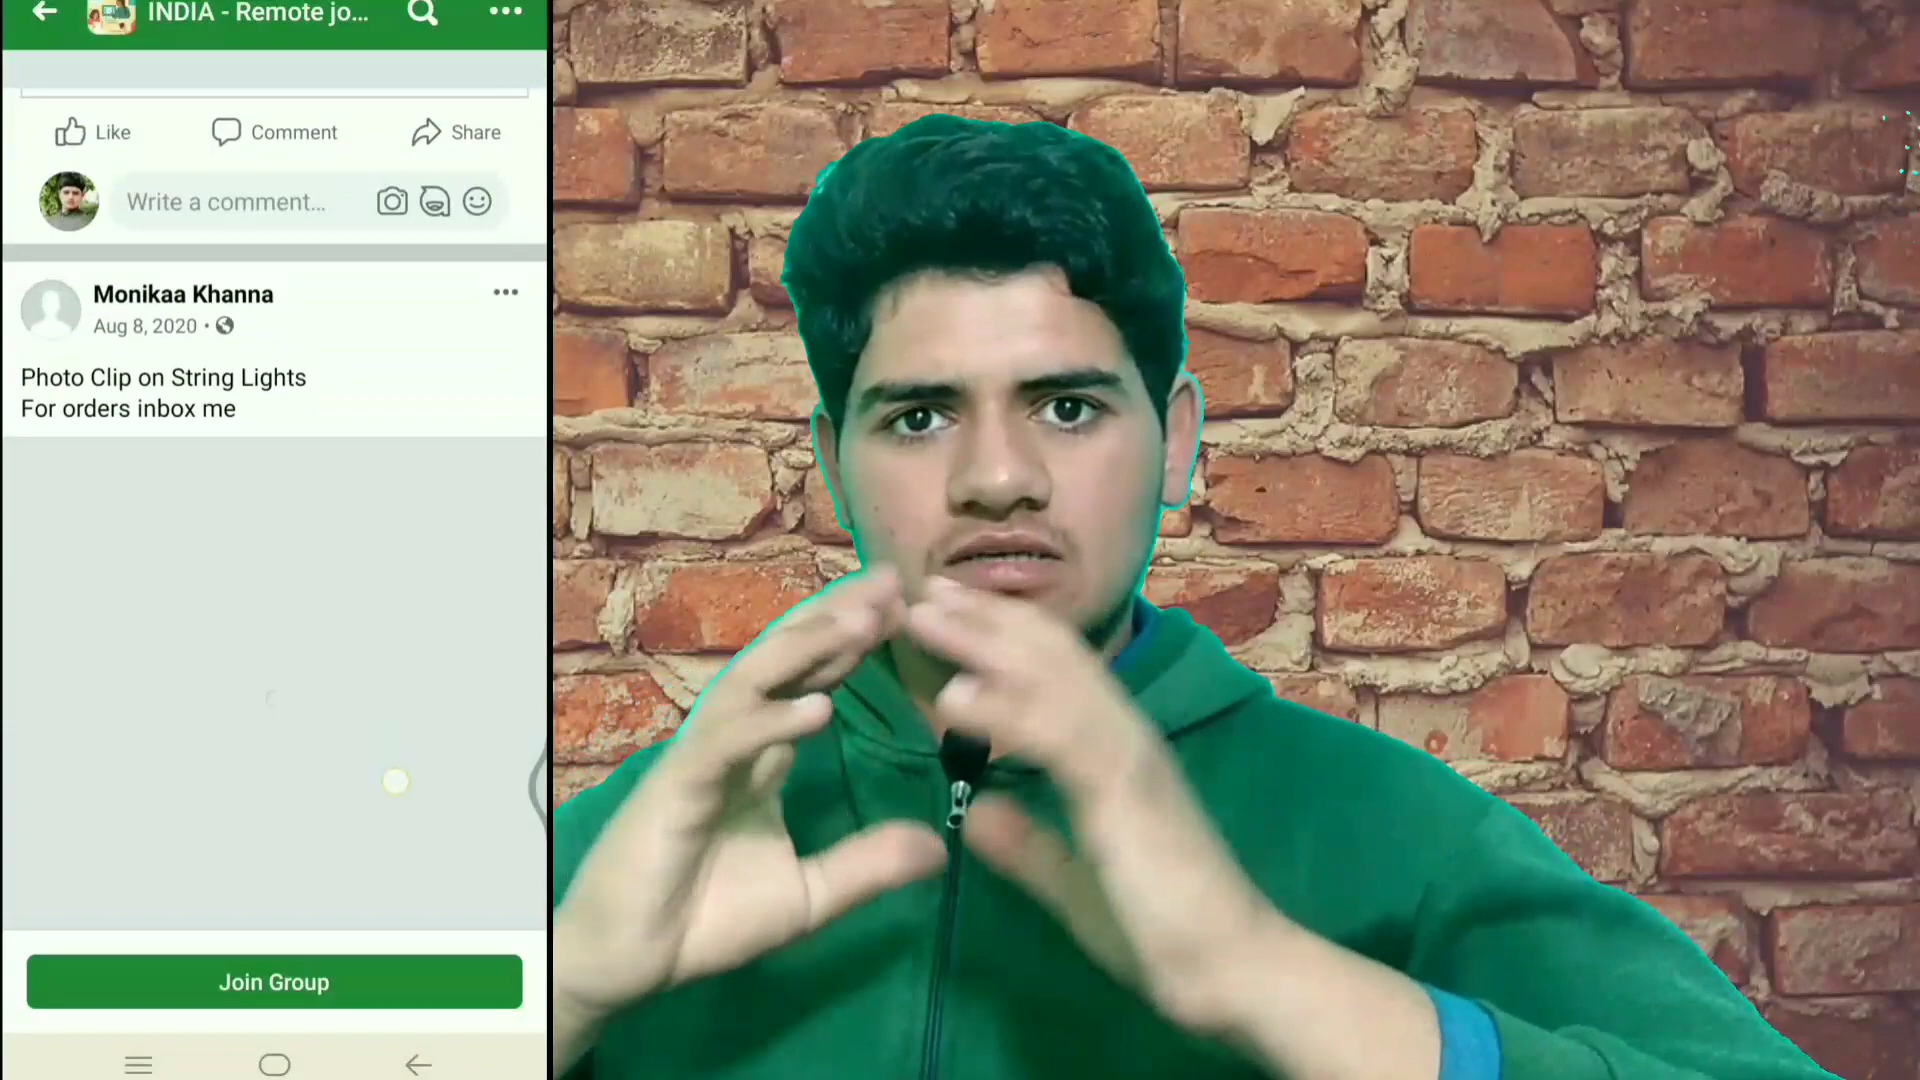 INDIA - Remote jo...
Like
Comment
Share
Write a comment...
Monikaa Khanna
Aug 8, 2020 •
Photo Clip on String Lights
For orders inbox me
Join Group